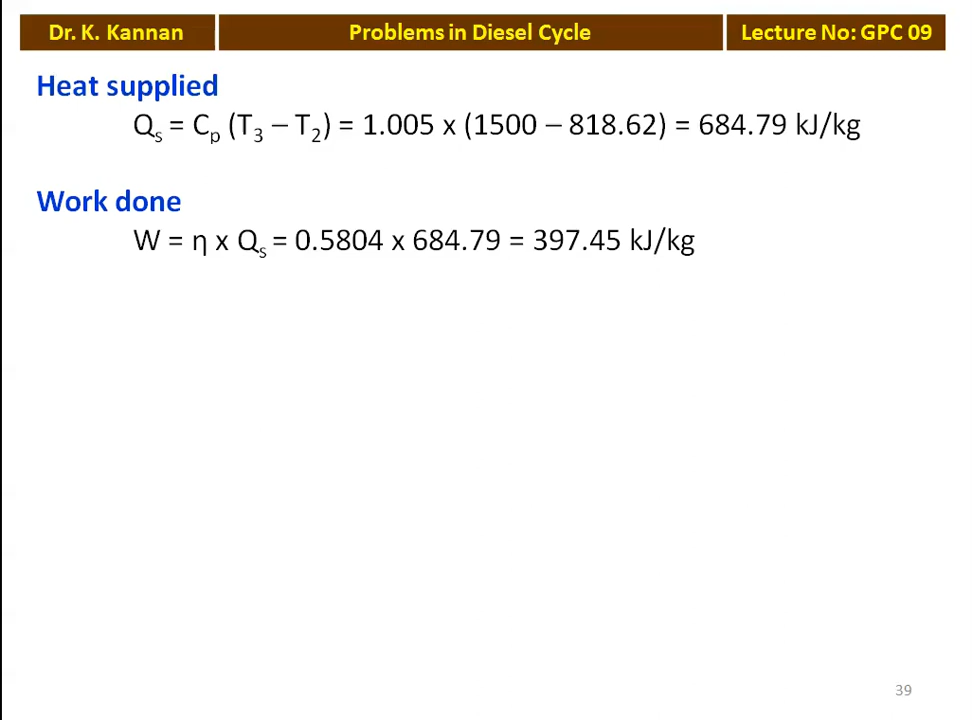 Dr. K. Kannan Problems in Diesel Cycle Lecture No: GPC 09
Heat supplied
Qₛ = Cₚ (T₃ – T₂) = 1.005 x (1500 – 818.62) = 684.79 kJ/kg
Work done
W = η x Qₛ = 0.5804 x 684.79 = 397.45 kJ/kg
39